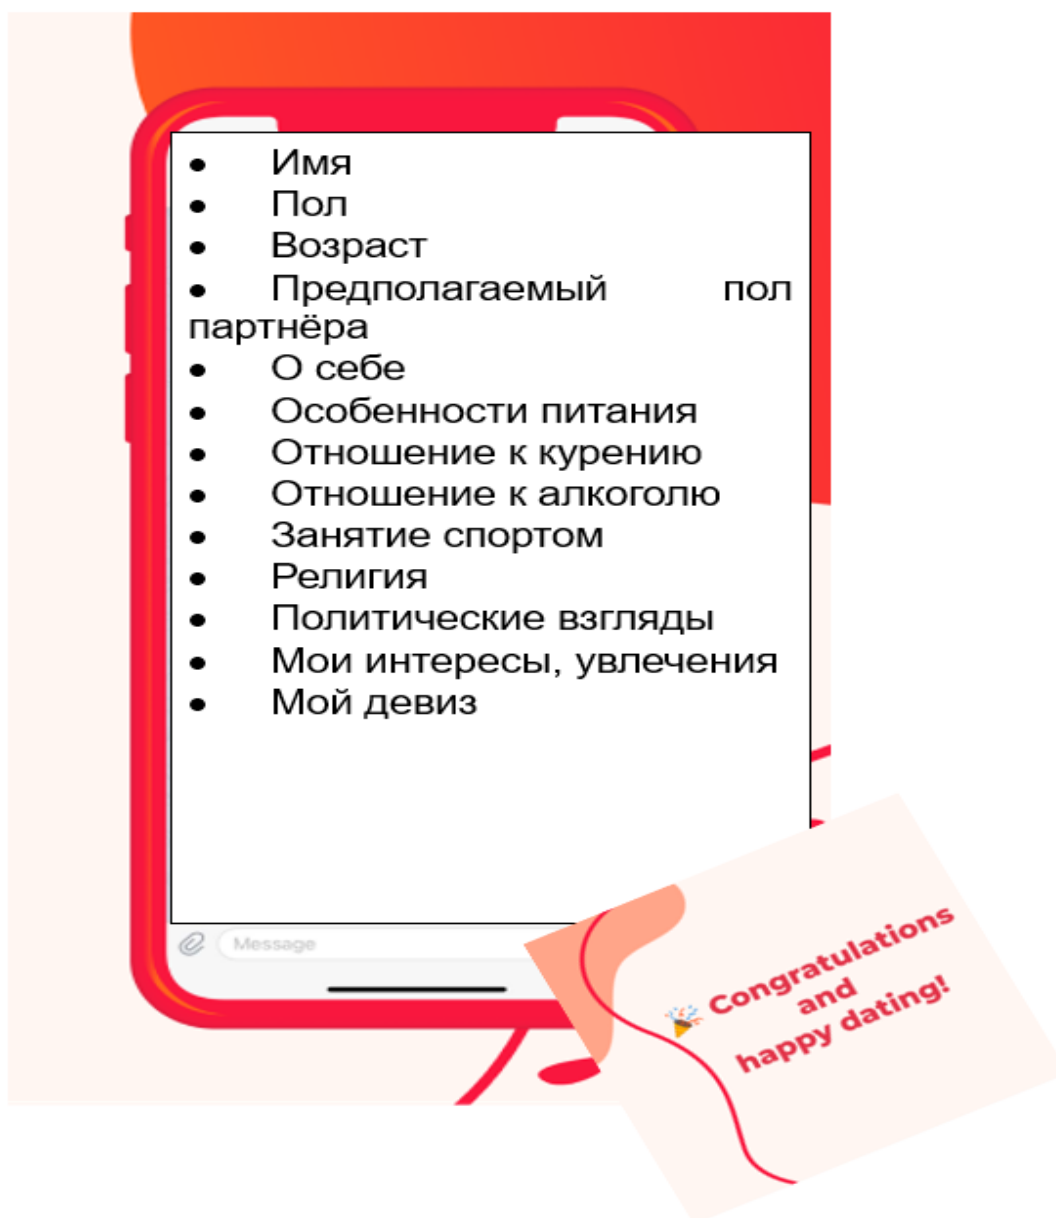 • Имя
• Пол
• Возраст
• Предполагаемый пол
партнёра
• О себе
• Особенности питания
• Отношение к курению
• Отношение к алкоголю
• Занятие спортом
• Религия
• Политические взгляды
• Мои интересы, увлечения
• Мой девиз
Message
🎉 Congratulations
and
happy dating!